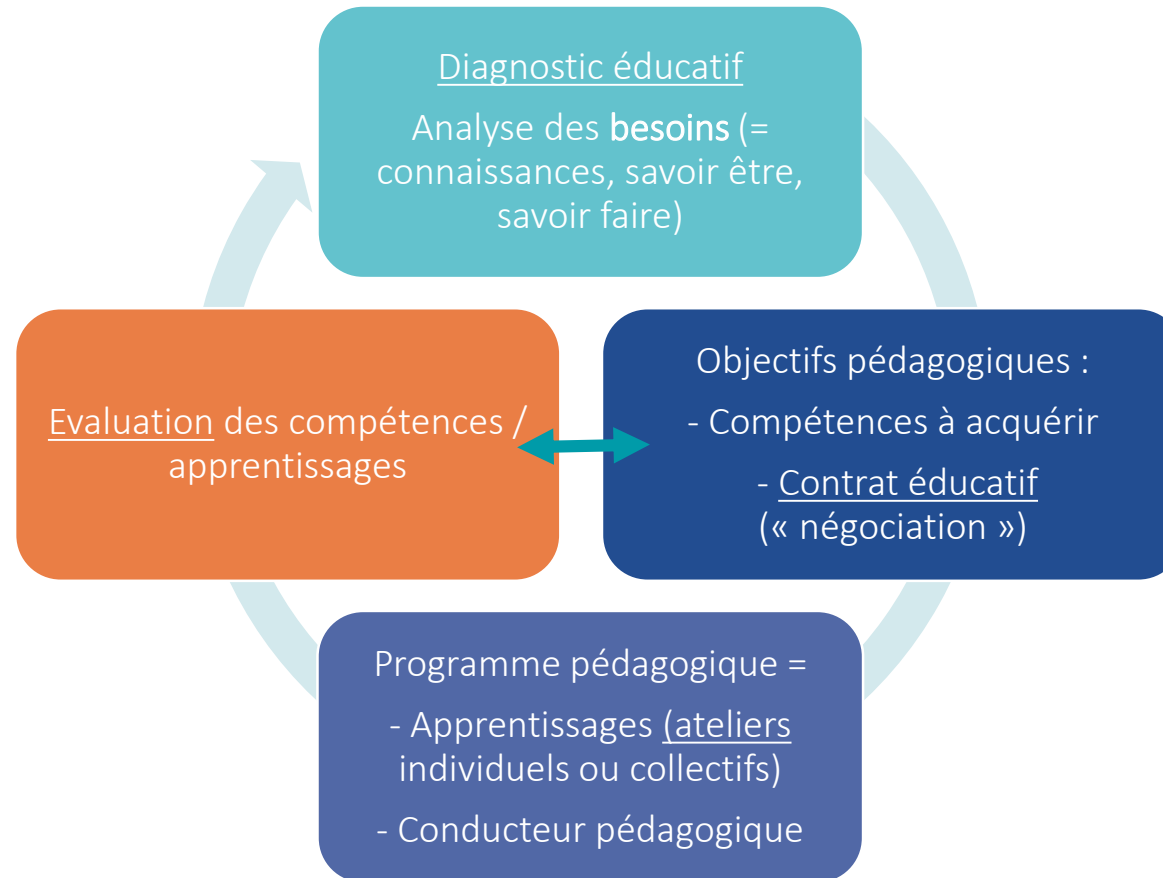 Diagnostic éducatif
Analyse des besoins (=
connaissances, savoir être,
savoir faire)
Evaluation des compétences /
apprentissages
Objectifs pédagogiques :
- Compétences à acquérir
- Contrat éducatif
(« négociation »)
Programme pédagogique =
- Apprentissages (ateliers
individuels ou collectifs)
- Conducteur pédagogique